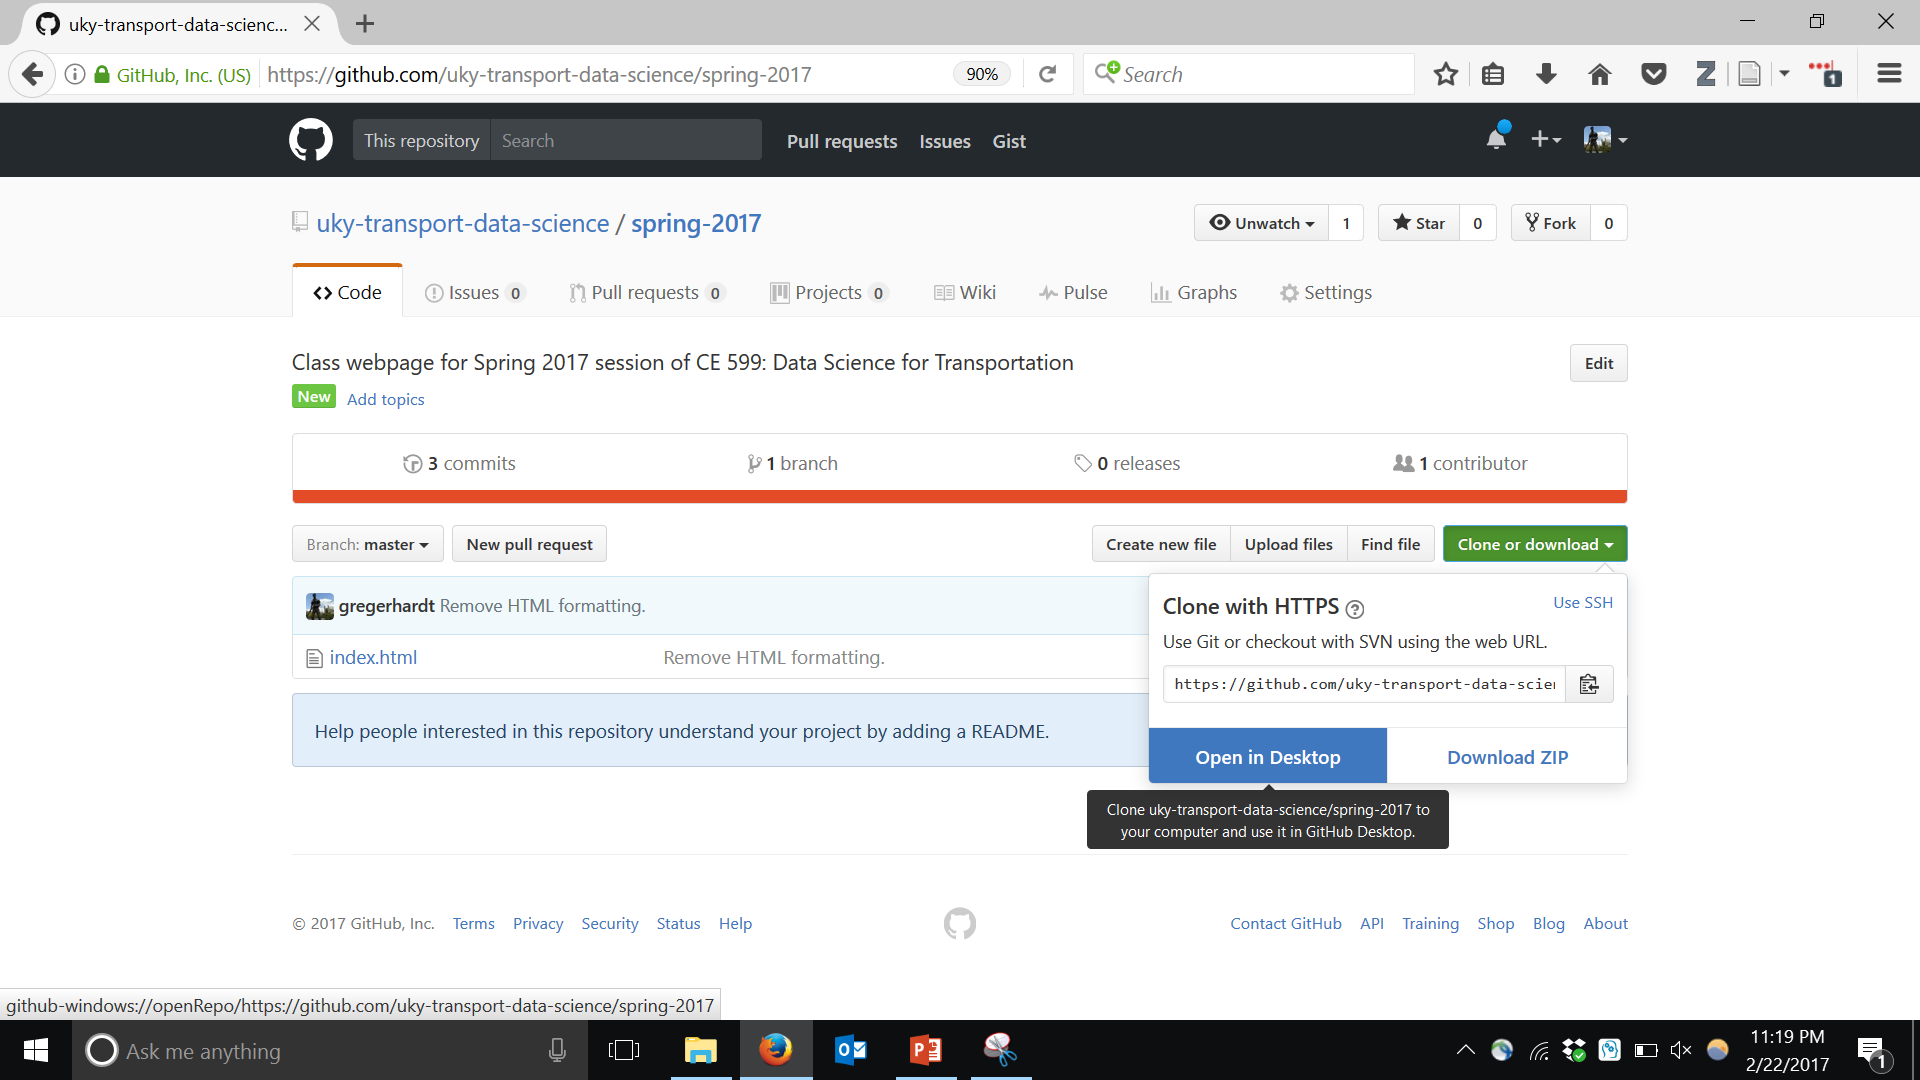 uky-transport-data-scienc...
GitHub, Inc. (US)
https://github.com/uky-transport-data-science/spring-2017
90%
Search
1
This repository
Search
Pull requests
Issues
Gist
uky-transport-data-science / spring-2017
Unwatch 1
Star 0
Fork 0
Code
Issues 0
Pull requests 0
Projects 0
Wiki
Pulse
Graphs
Settings
Class webpage for Spring 2017 session of CE 599: Data Science for Transportation
Edit
New
Add topics
3 commits
1 branch
0 releases
1 contributor
Branch: master
New pull request
Create new file
Upload files
Find file
Clone or download
gregerhardt Remove HTML formatting.
index.html
Remove HTML formatting.
Help people interested in this repository understand your project by adding a README.
Clone with HTTPS ?
Use SSH
Use Git or checkout with SVN using the web URL.
https://github.com/uky-transport-data-scien
Open in Desktop
Download ZIP
Clone uky-transport-data-science/spring-2017 to
your computer and use it in GitHub Desktop.
© 2017 GitHub, Inc.
Terms
Privacy
Security
Status
Help
Contact GitHub
API
Training
Shop
Blog
About
github-windows://openRepo/https://github.com/uky-transport-data-science/spring-2017
Ask me anything
11:19 PM
2/22/2017
1